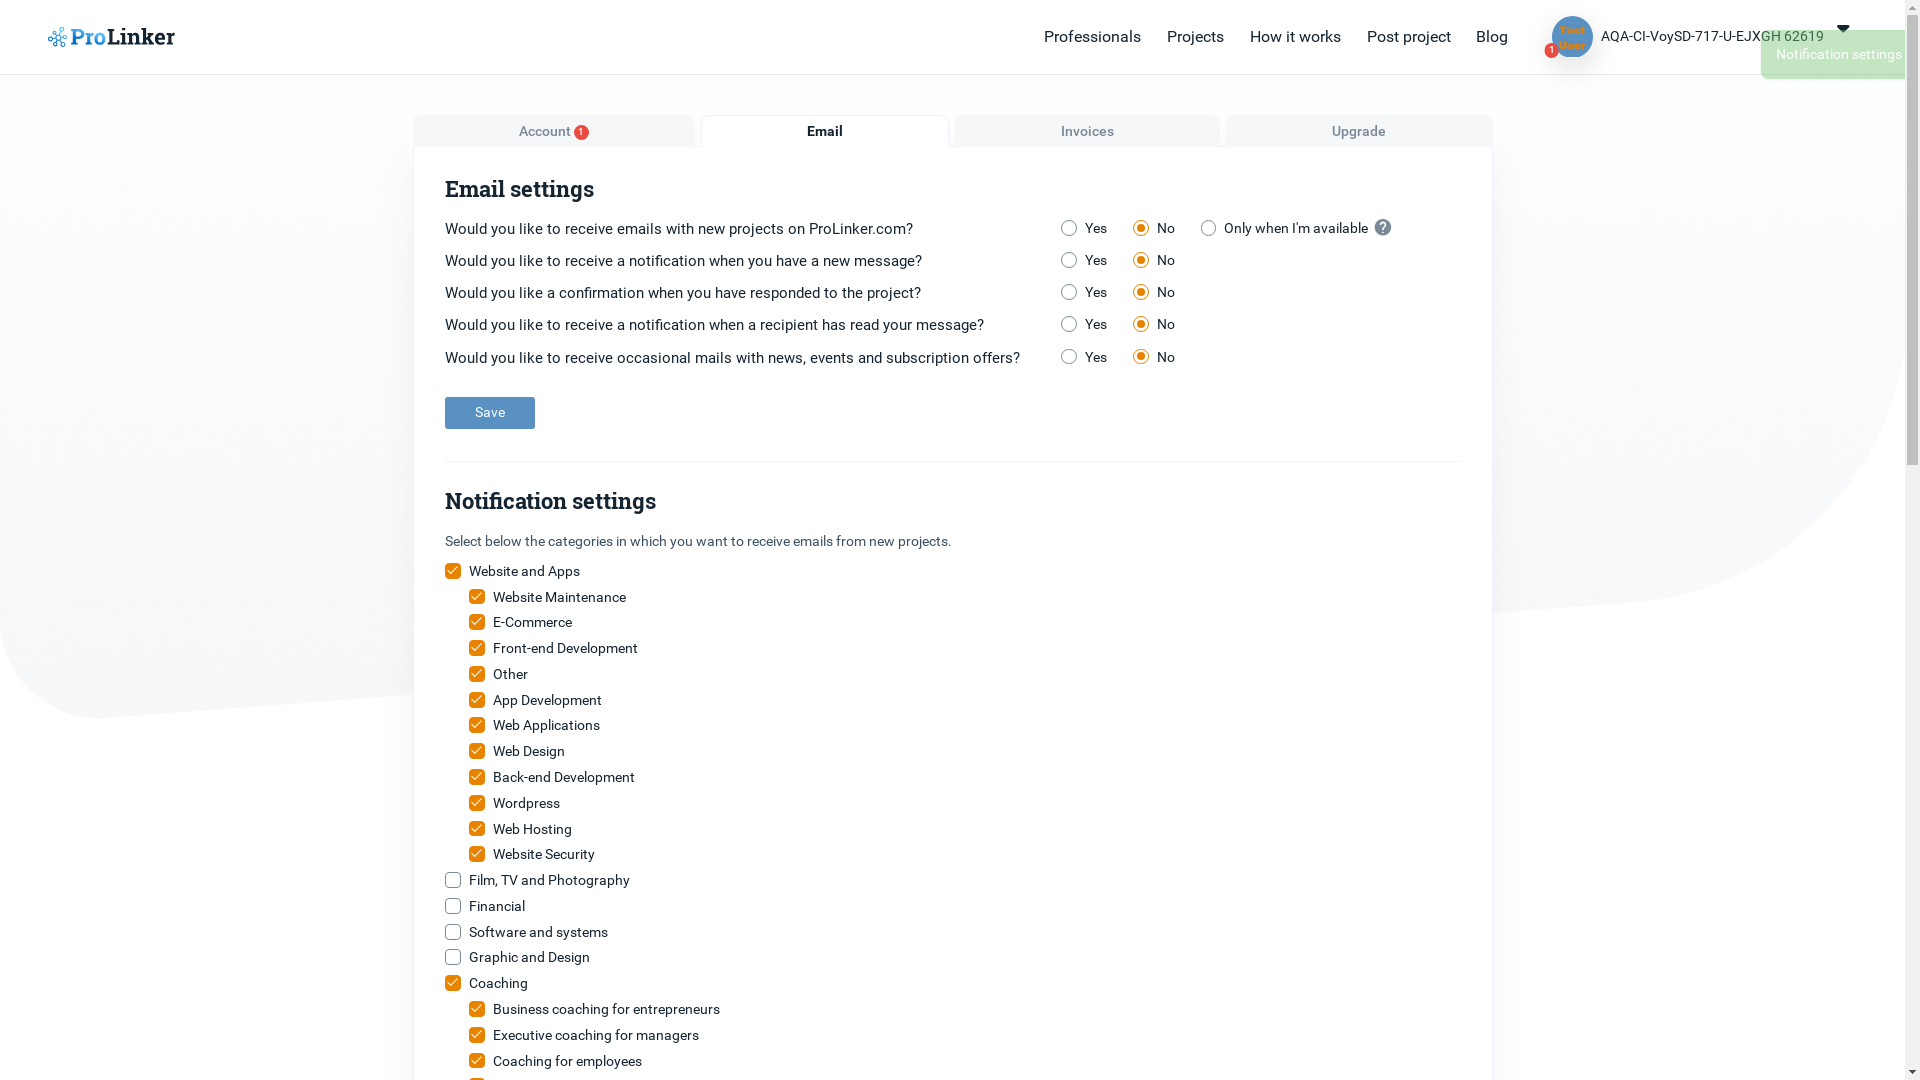 ProLinker
Professionals
Projects
How it works
Post project
Blog
Test
User
1
AQA-CI-VoySD-717-U-EJXGH 62619
Notification settings
Account 1
Email
Invoices
Upgrade
Email settings
Would you like to receive emails with new projects on ProLinker.com? Yes No Only when I'm available ?
Would you like to receive a notification when you have a new message? Yes No
Would you like a confirmation when you have responded to the project? Yes No
Would you like to receive a notification when a recipient has read your message? Yes No
Would you like to receive occasional mails with news, events and subscription offers? Yes No
Save
Notification settings
Select below the categories in which you want to receive emails from new projects.
Website and Apps
Website Maintenance
E-Commerce
Front-end Development
Other
App Development
Web Applications
Web Design
Back-end Development
Wordpress
Web Hosting
Website Security
Film, TV and Photography
Financial
Software and systems
Graphic and Design
Coaching
Business coaching for entrepreneurs
Executive coaching for managers
Coaching for employees